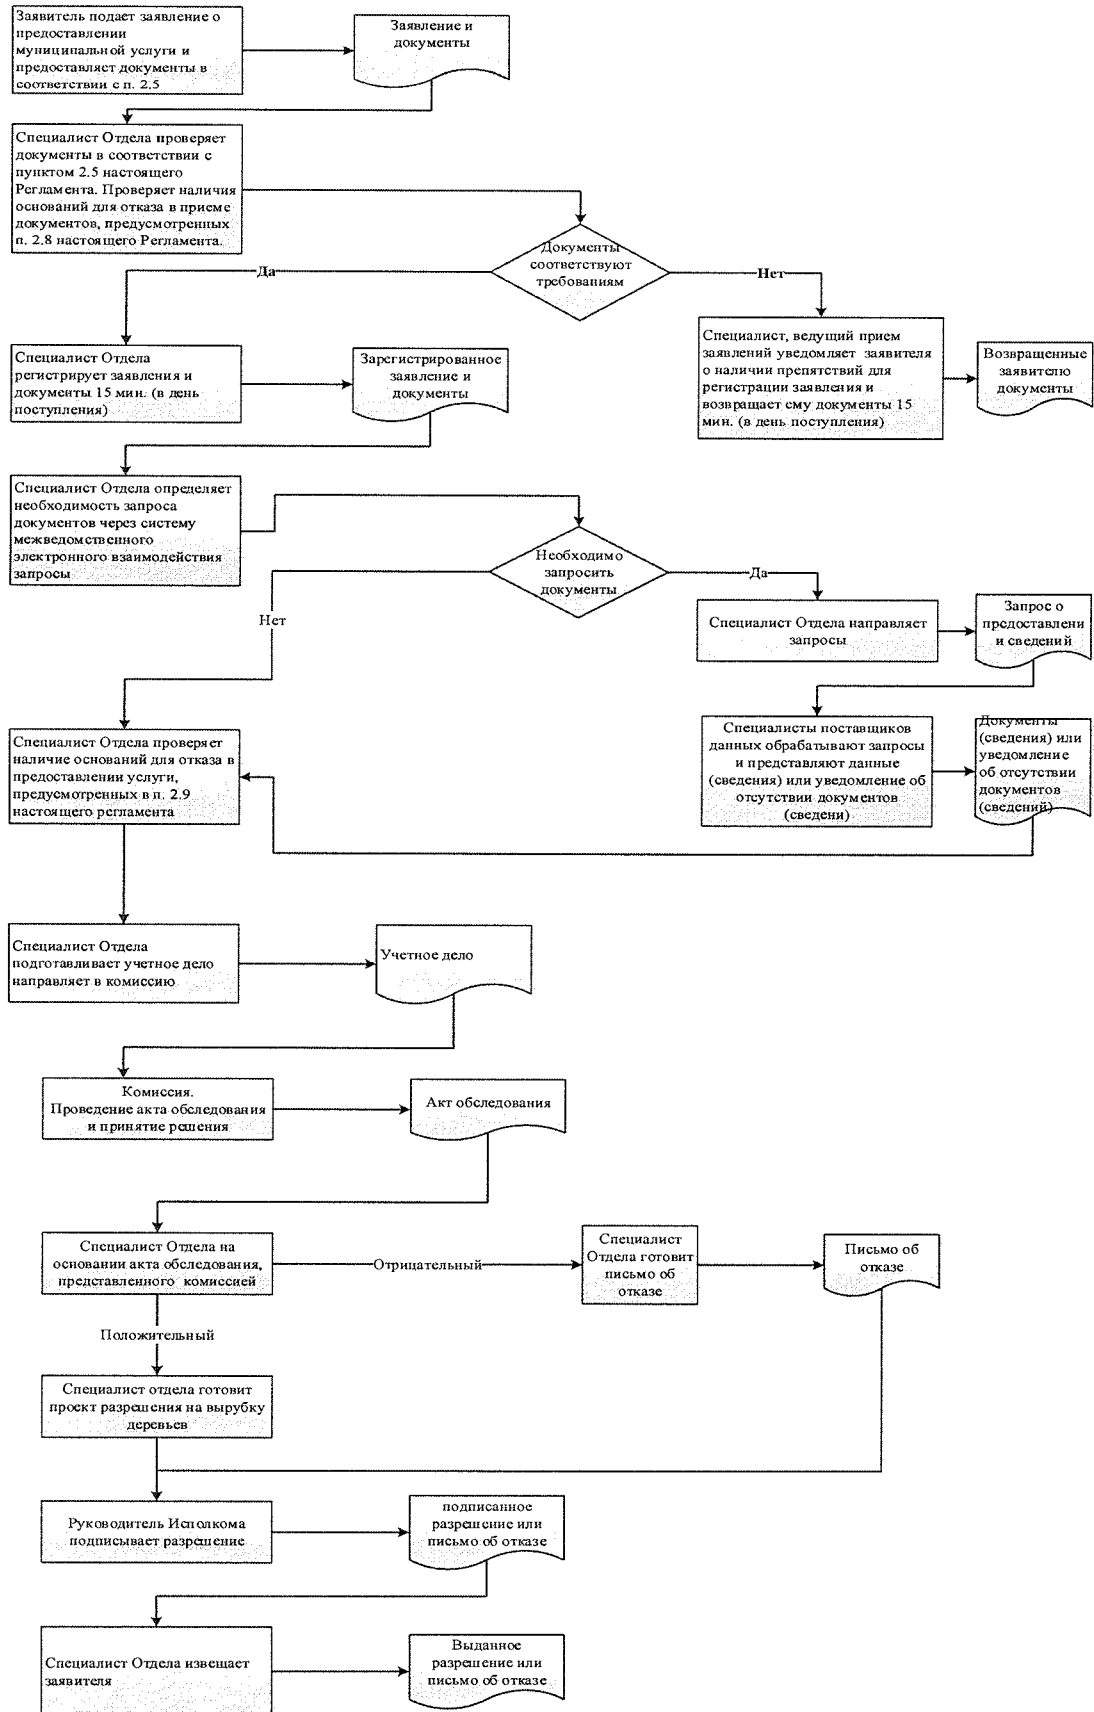 Заявитель подает заявление о
предоставлении
муниципальной услуги и
предоставляет документы в
соответствии с п. 2.5
Заявление и
документы
Специалист Отдела проверяет
документы в соответствии с
пунктом 2.5 настоящего
Регламента. Проверяет наличия
оснований для отказа в приеме
документов, предусмотренных
п. 2.8 настоящего Регламента.
Документы
соответствуют
требованиям
Да
Нет
Специалист Отдела
регистрирует заявления и
документы 15 мин. (в день
поступления)
Зарегистрированное
заявление и
документы
Специалист, ведущий прием
заявлений уведомляет заявителя
о наличии препятствий для
регистрации заявления и
возвращает ему документы 15
мин. (в день поступления)
Возвращенные
заявителю
документы
Специалист Отдела определяет
необходимость запроса
документов через систему
межведомственного
электронного взаимодействия
запросы
Необходимо
запросить
документы
Да
Нет
Специалист Отдела направляет
запросы
Запрос о
предоставлени
и сведений
Специалист Отдела проверяет
наличие оснований для отказа в
предоставлении услуги,
предусмотренных в п. 2.9
настоящего регламента
Специалисты поставщиков
данных обрабатывают запросы
и представляют данные
(сведения) или уведомление об
отсутствии документов
(сведени)
Документы
(сведения) или
уведомление
об отсутствии
документов
(сведений)
Специалист Отдела
подготавливает учетное дело
направляет в комиссию
Учетное дело
Комиссия.
Проведение акта обследования
и принятие решения
Акт обследования
Специалист Отдела на
основании акта обследования,
представленного комиссией
Отрицательный
Специалист
Отдела готовит
письмо об
отказе
Письмо об
отказе
Положительный
Специалист отдела готовит
проект разрешения на вырубку
деревьев
Руководитель Исполкома
подписывает разрешение
подписанное
разрешение или
письмо об отказе
Специалист Отдела извещает
заявителя
Выданное
разрешение или
письмо об отказе